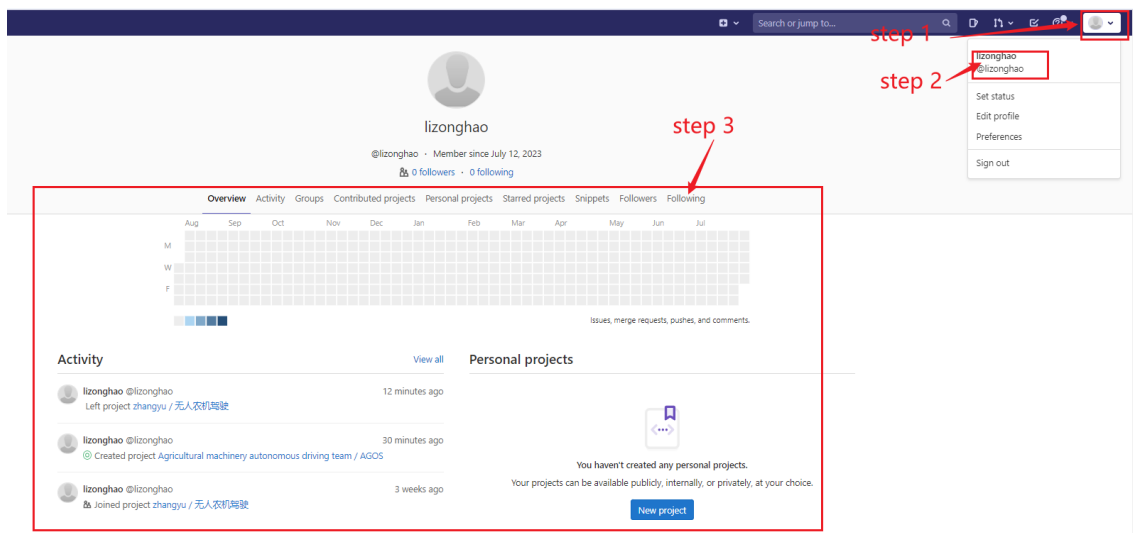 Search or jump to...
step 1
lizonghao
@lizonghao
step 2
Set status
Edit profile
Preferences
Sign out
lizonghao
@lizonghao · Member since July 12, 2023
0 followers · 0 following
step 3
Overview Activity Groups Contributed projects Personal projects Starred projects Snippets Followers Following
Aug Sep Oct Nov Dec Jan Feb Mar Apr May Jun Jul
M
W
F
Issues, merge requests, pushes, and comments.
Activity View all
lizonghao @lizonghao 12 minutes ago
Left project zhangyu / 无人农机驾驶
lizonghao @lizonghao 30 minutes ago
Created project Agricultural machinery autonomous driving team / AGOS
lizonghao @lizonghao 3 weeks ago
Joined project zhangyu / 无人农机驾驶
Personal projects
You haven't created any personal projects.
Your projects can be available publicly, internally, or privately, at your choice.
New project